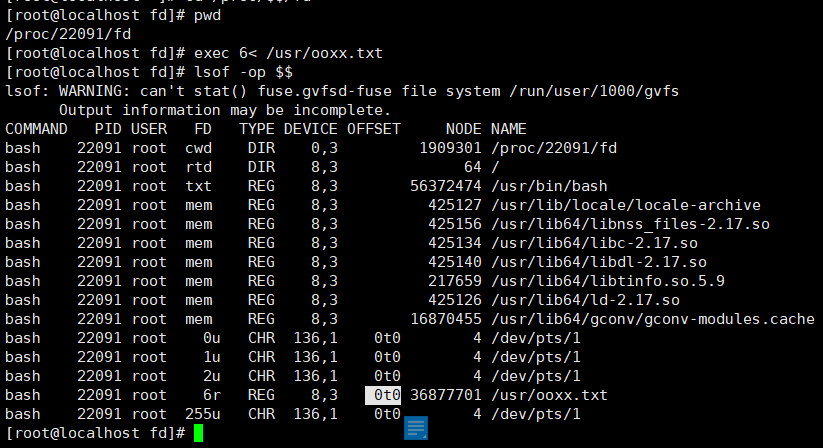 [root@localhost fd]# pwd
/proc/22091/fd
[root@localhost fd]# exec 6< /usr/ooxx.txt
[root@localhost fd]# lsof -op $$
lsof: WARNING: can't stat() fuse.gvfsd-fuse file system /run/user/1000/gvfs
      Output information may be incomplete.
COMMAND   PID USER   FD   TYPE DEVICE OFFSET     NODE NAME
bash    22091 root  cwd    DIR    0,3         1909301 /proc/22091/fd
bash    22091 root  rtd    DIR    8,3              64 /
bash    22091 root  txt    REG    8,3        56372474 /usr/bin/bash
bash    22091 root  mem    REG    8,3          425127 /usr/lib/locale/locale-archive
bash    22091 root  mem    REG    8,3          425156 /usr/lib64/libnss_files-2.17.so
bash    22091 root  mem    REG    8,3          425134 /usr/lib64/libc-2.17.so
bash    22091 root  mem    REG    8,3          425140 /usr/lib64/libdl-2.17.so
bash    22091 root  mem    REG    8,3          217659 /usr/lib64/libtinfo.so.5.9
bash    22091 root  mem    REG    8,3          425126 /usr/lib64/ld-2.17.so
bash    22091 root  mem    REG    8,3        16870455 /usr/lib64/gconv/gconv-modules.cache
bash    22091 root    0u   CHR  136,1    0t0        4 /dev/pts/1
bash    22091 root    1u   CHR  136,1    0t0        4 /dev/pts/1
bash    22091 root    2u   CHR  136,1    0t0        4 /dev/pts/1
bash    22091 root    6r   REG    8,3    0t0 36877701 /usr/ooxx.txt
bash    22091 root  255u   CHR  136,1    0t0        4 /dev/pts/1
[root@localhost fd]#